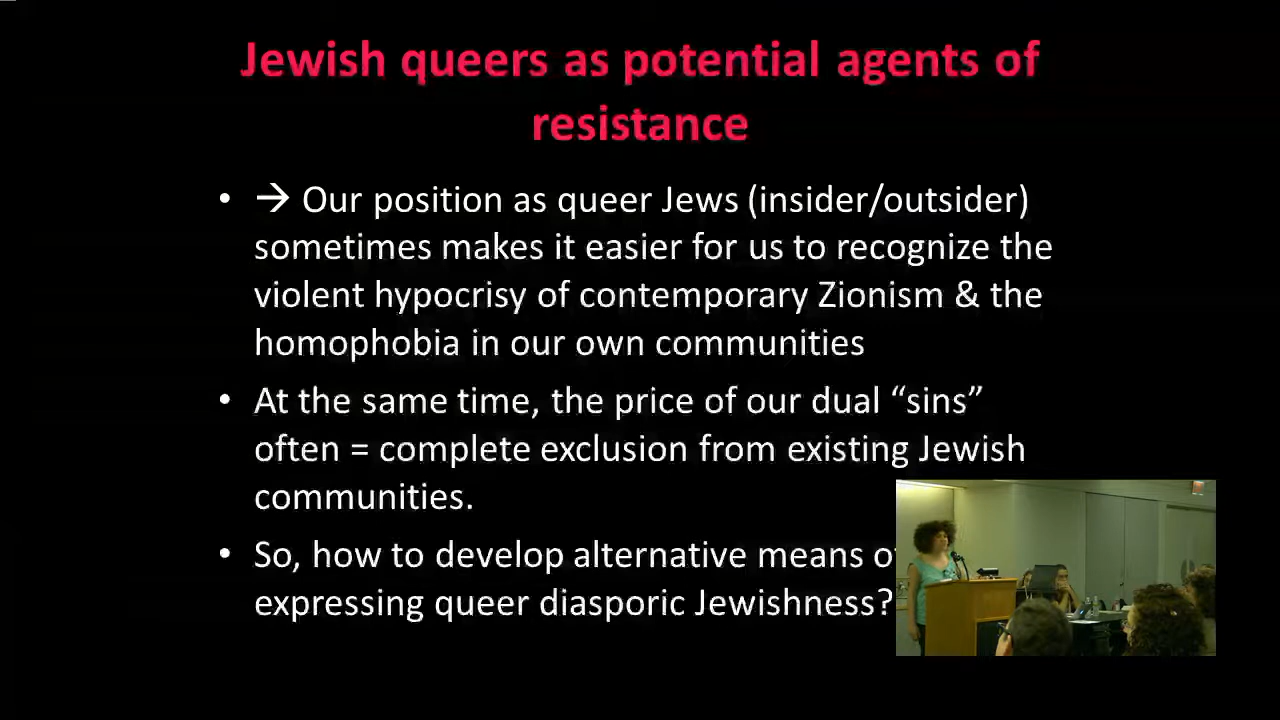 Jewish queers as potential agents of
resistance
• → Our position as queer Jews (insider/outsider)
sometimes makes it easier for us to recognize the
violent hypocrisy of contemporary Zionism & the
homophobia in our own communities
• At the same time, the price of our dual “sins”
often = complete exclusion from existing Jewish
communities.
• So, how to develop alternative means
expressing queer diasporic Jewishness?